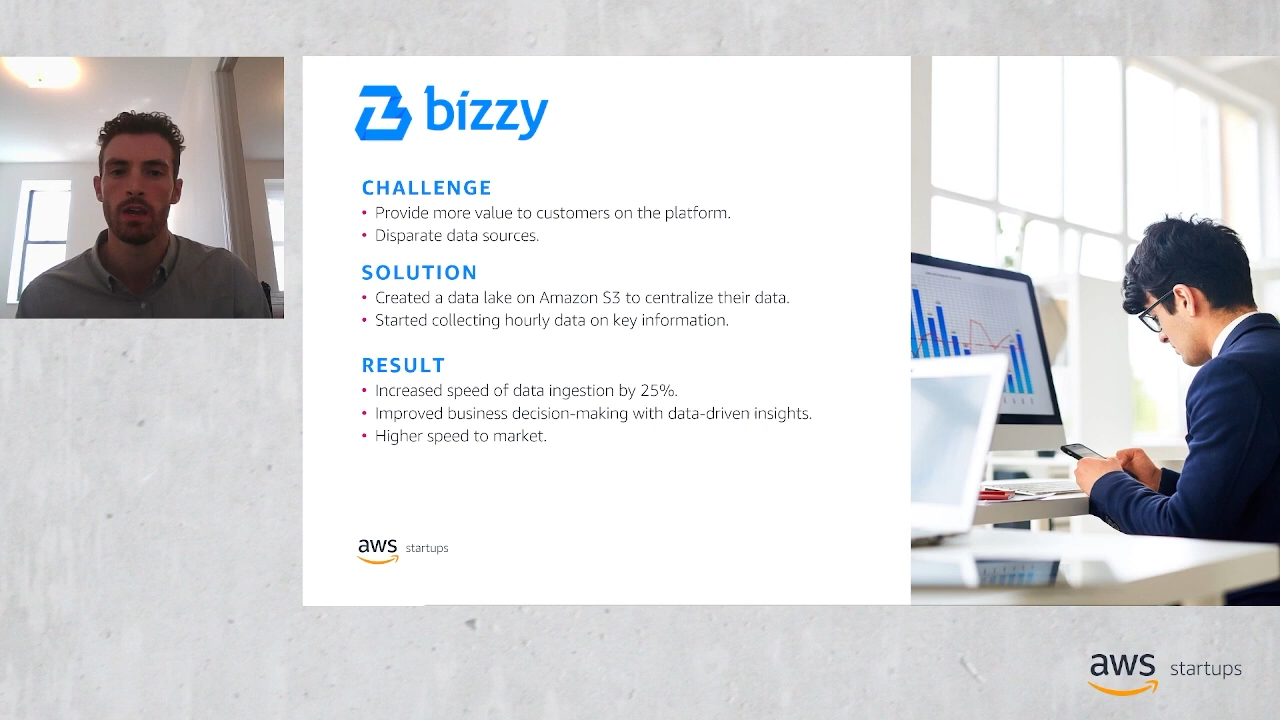 bizzy
CHALLENGE
• Provide more value to customers on the platform.
• Disparate data sources.
SOLUTION
• Created a data lake on Amazon S3 to centralize their data.
• Started collecting hourly data on key information.
RESULT
• Increased speed of data ingestion by 25%.
• Improved business decision-making with data-driven insights.
• Higher speed to market.
aws startups
aws startups